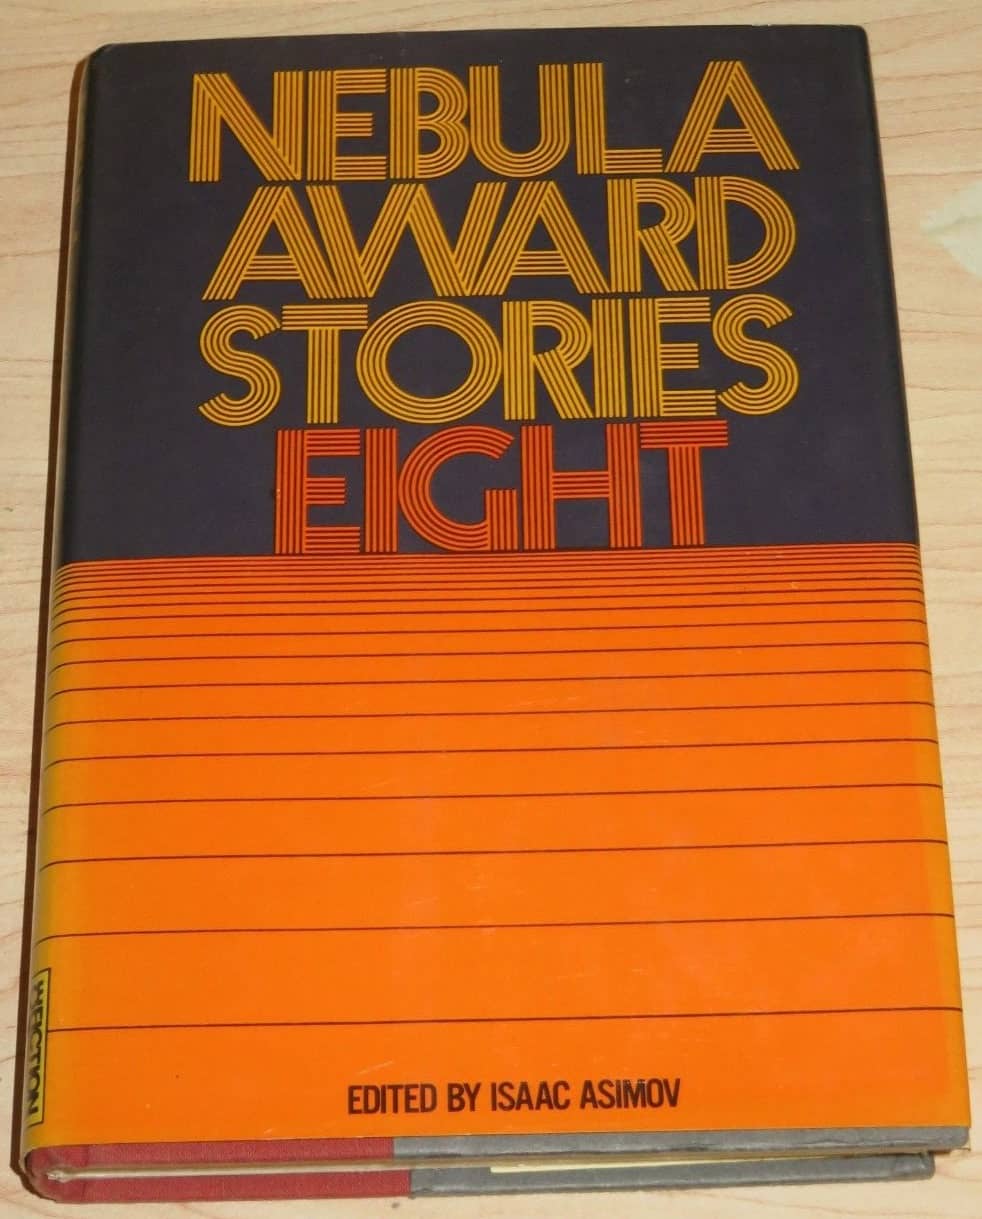 NEBULA
AWARD
STORIES
EIGHT
EDITED BY ISAAC ASIMOV